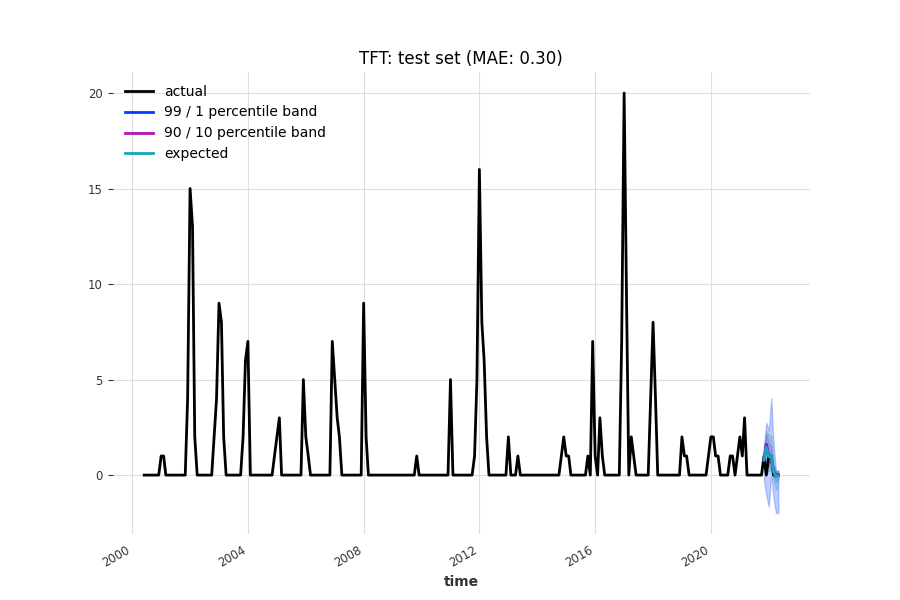 TFT: test set (MAE: 0.30)
actual
99 / 1 percentile band
90 / 10 percentile band
expected
20
15
10
5
0
2000
2004
2008
2012
2016
2020
time